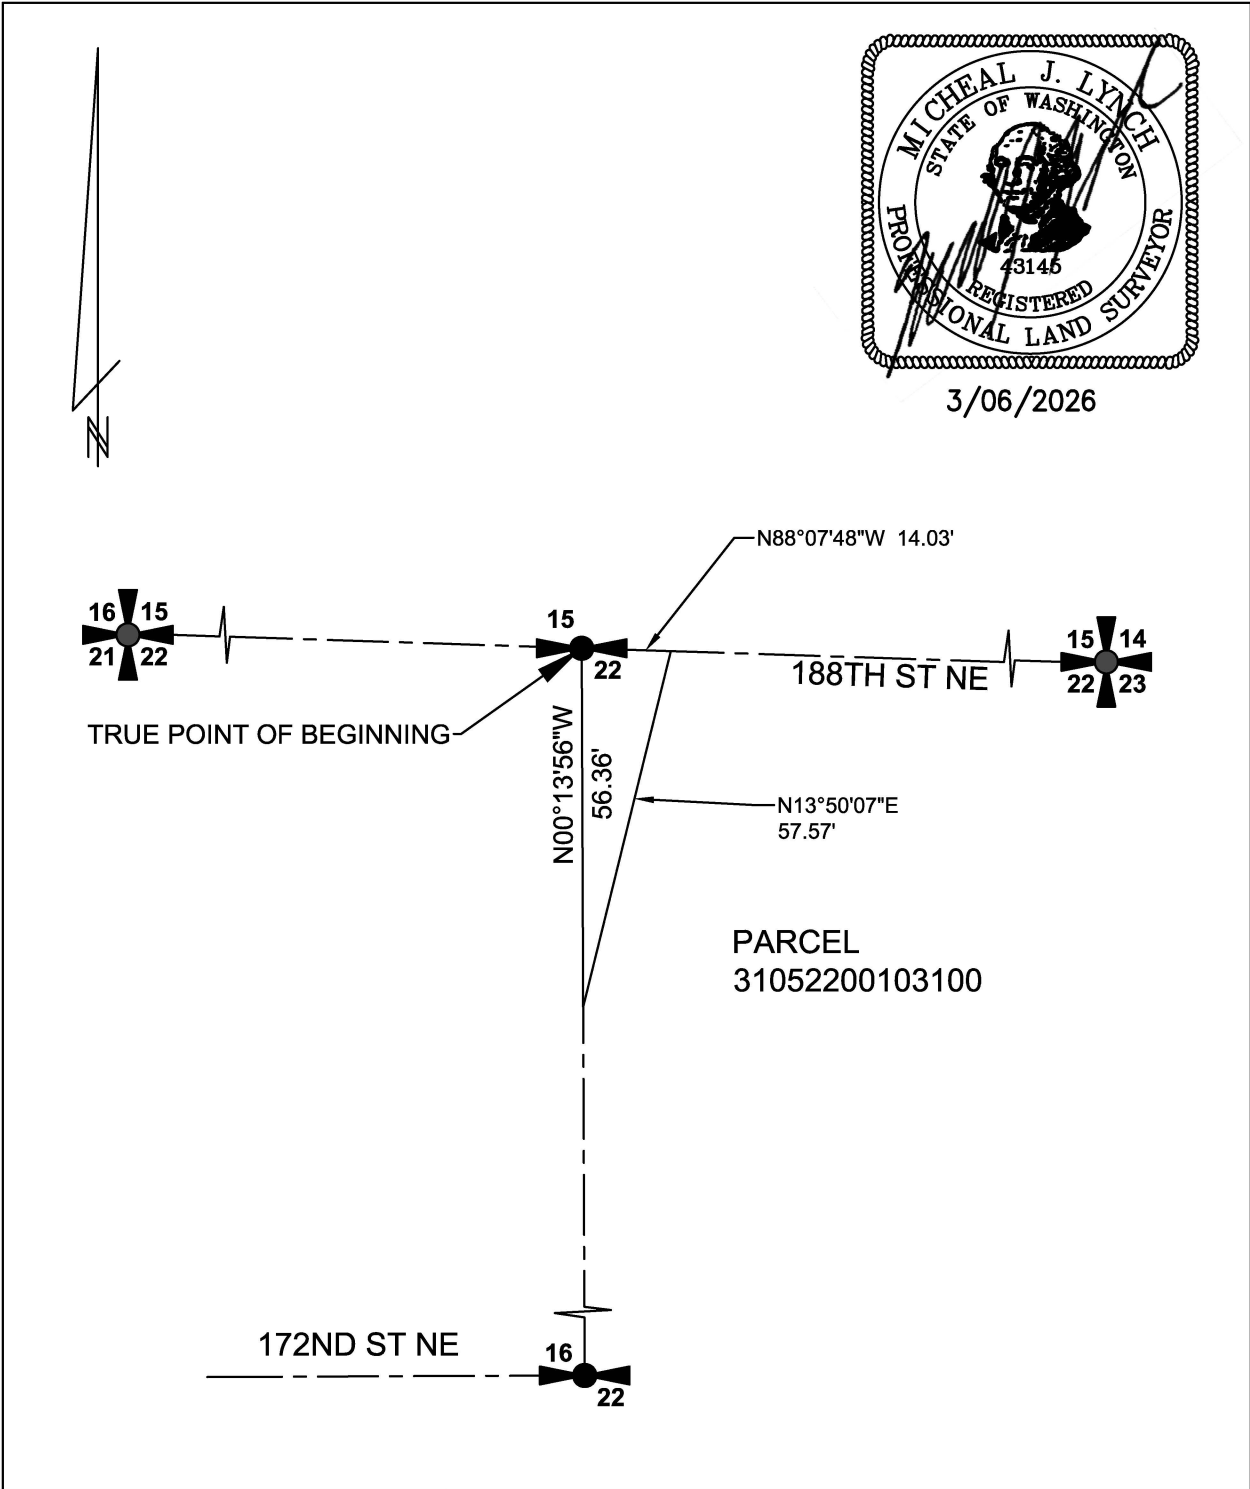 MICHEAL J. LYNCH
STATE OF WASHINGTON
43145
REGISTERED
PROFESSIONAL LAND SURVEYOR
3/06/2026
N
N88°07'48"W 14.03'
16 15
21 22
15
22
15 14
22 23
188TH ST NE
TRUE POINT OF BEGINNING
N00°13'56"W
56.36'
N13°50'07"E
57.57'
PARCEL
31052200103100
172ND ST NE
16
22